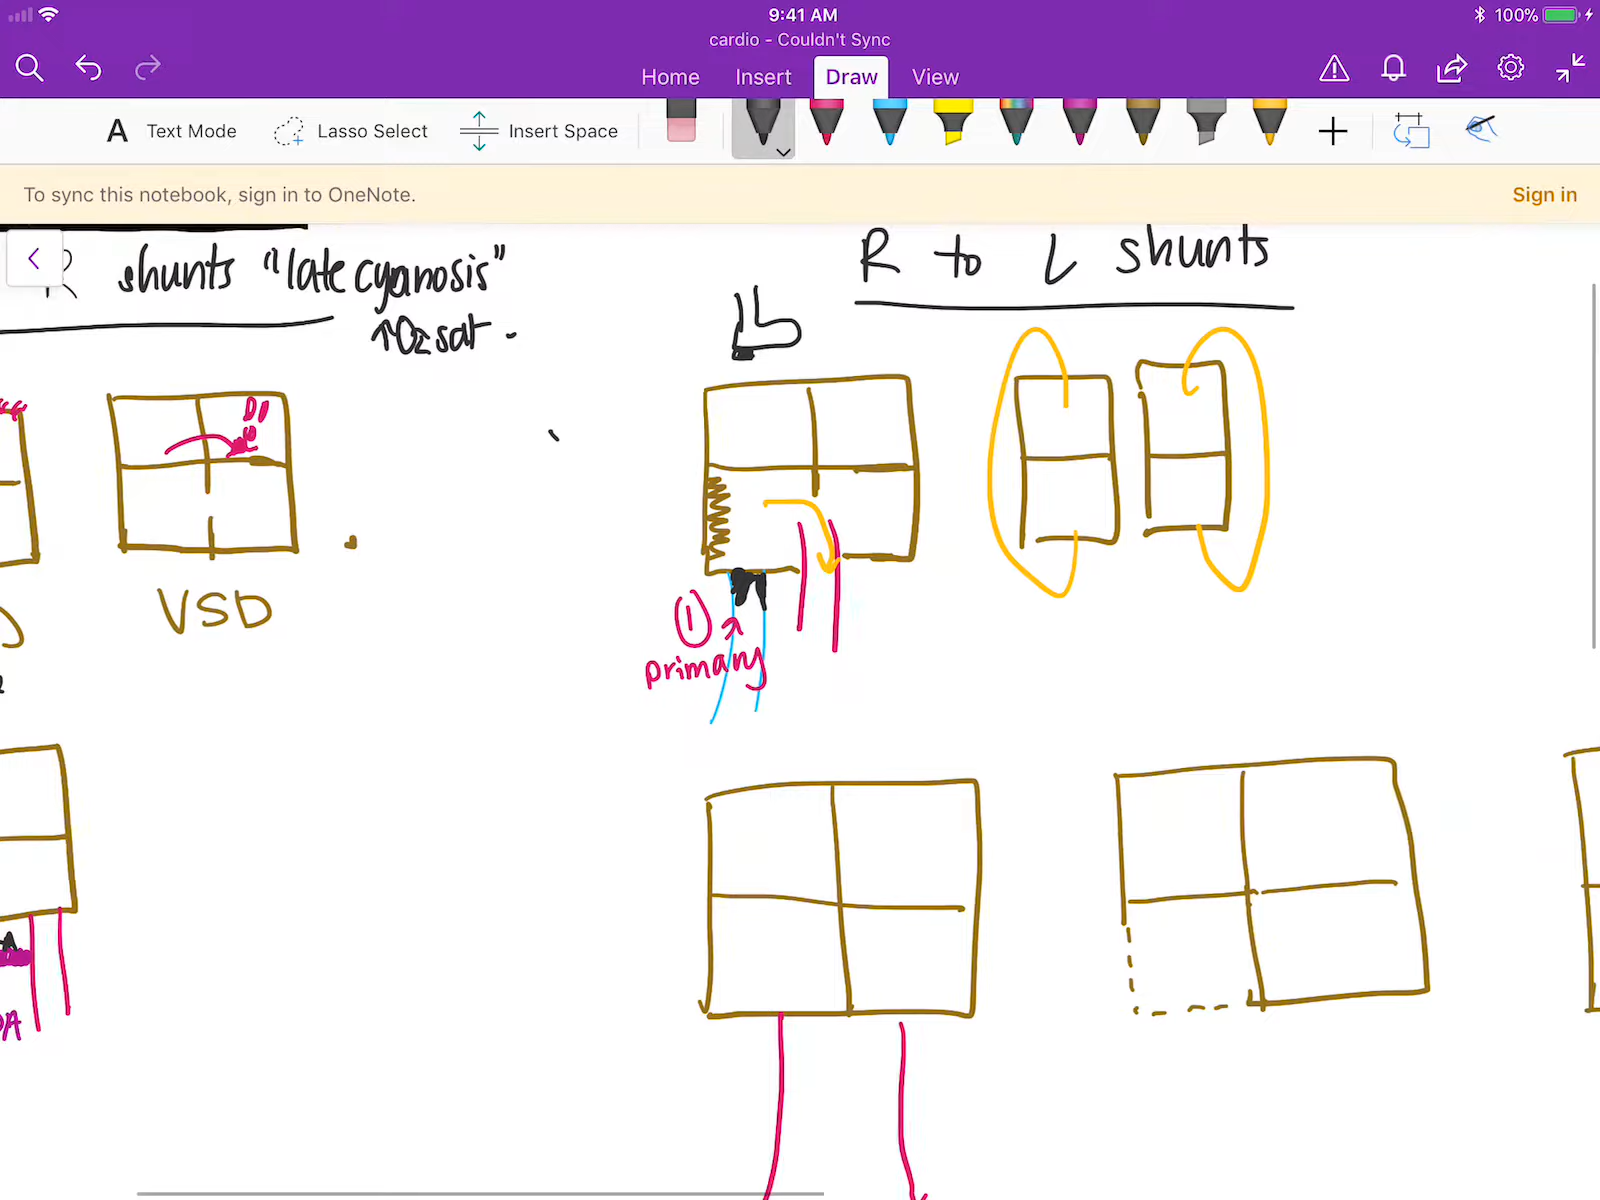 9:41 AM
100%
cardio - Couldn't Sync
Home Insert Draw View
A Text Mode Lasso Select Insert Space
To sync this notebook, sign in to OneNote.
Sign in
R shunts "late cyanosis"
↑O2 sat
R to L shunts
VSD
1
primary